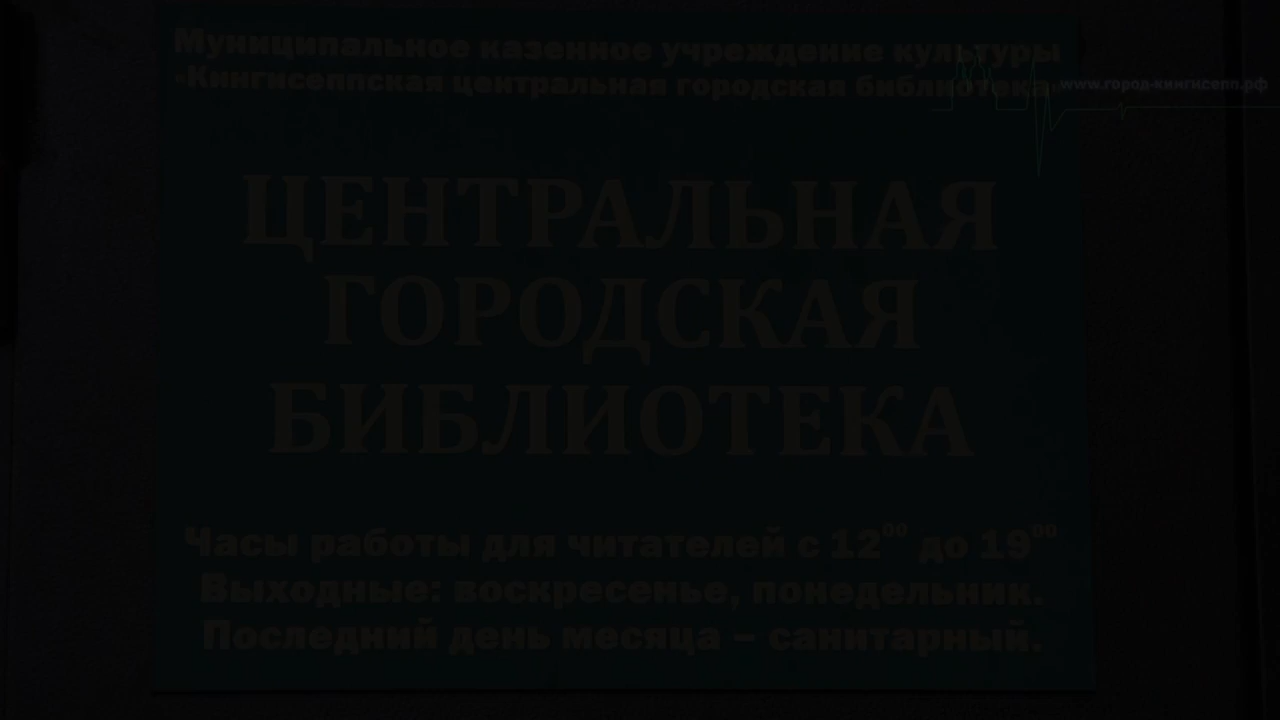 Муниципальное казенное учреждение культуры
«Кингисеппская центральная городская библиотека»
www.город-кингисепп.рф
ЦЕНТРАЛЬНАЯ
ГОРОДСКАЯ
БИБЛИОТЕКА
Часы работы для читателей с 12⁰⁰ до 19⁰⁰
Выходные: воскресенье, понедельник.
Последний день месяца – санитарный.